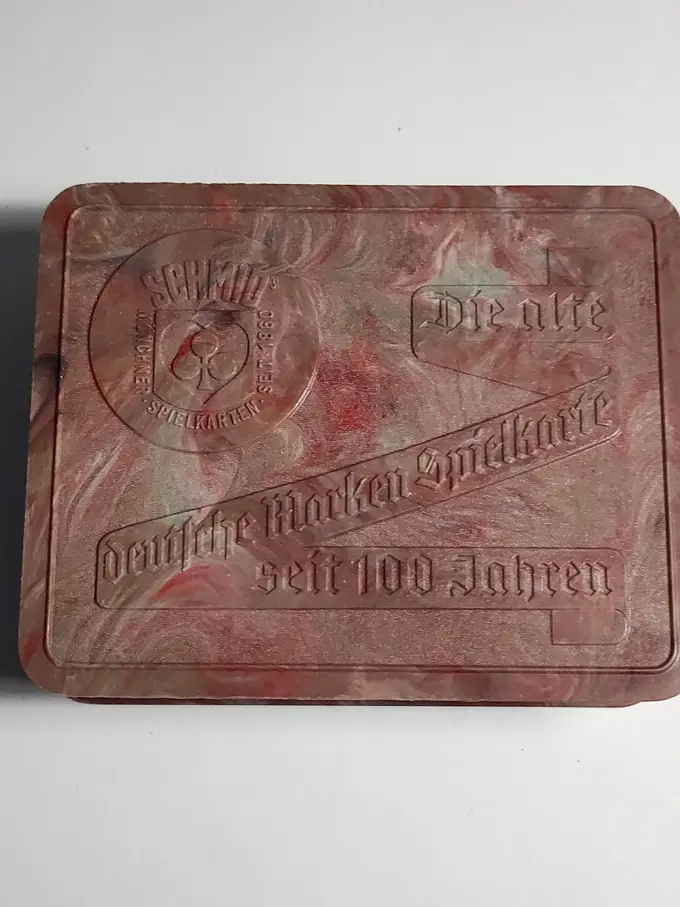 SCHMID's
MÜNCHNER · SPIELKARTEN · SEIT 1860
Die alte
deutsche Marken Spielkarte
seit 100 Jahren